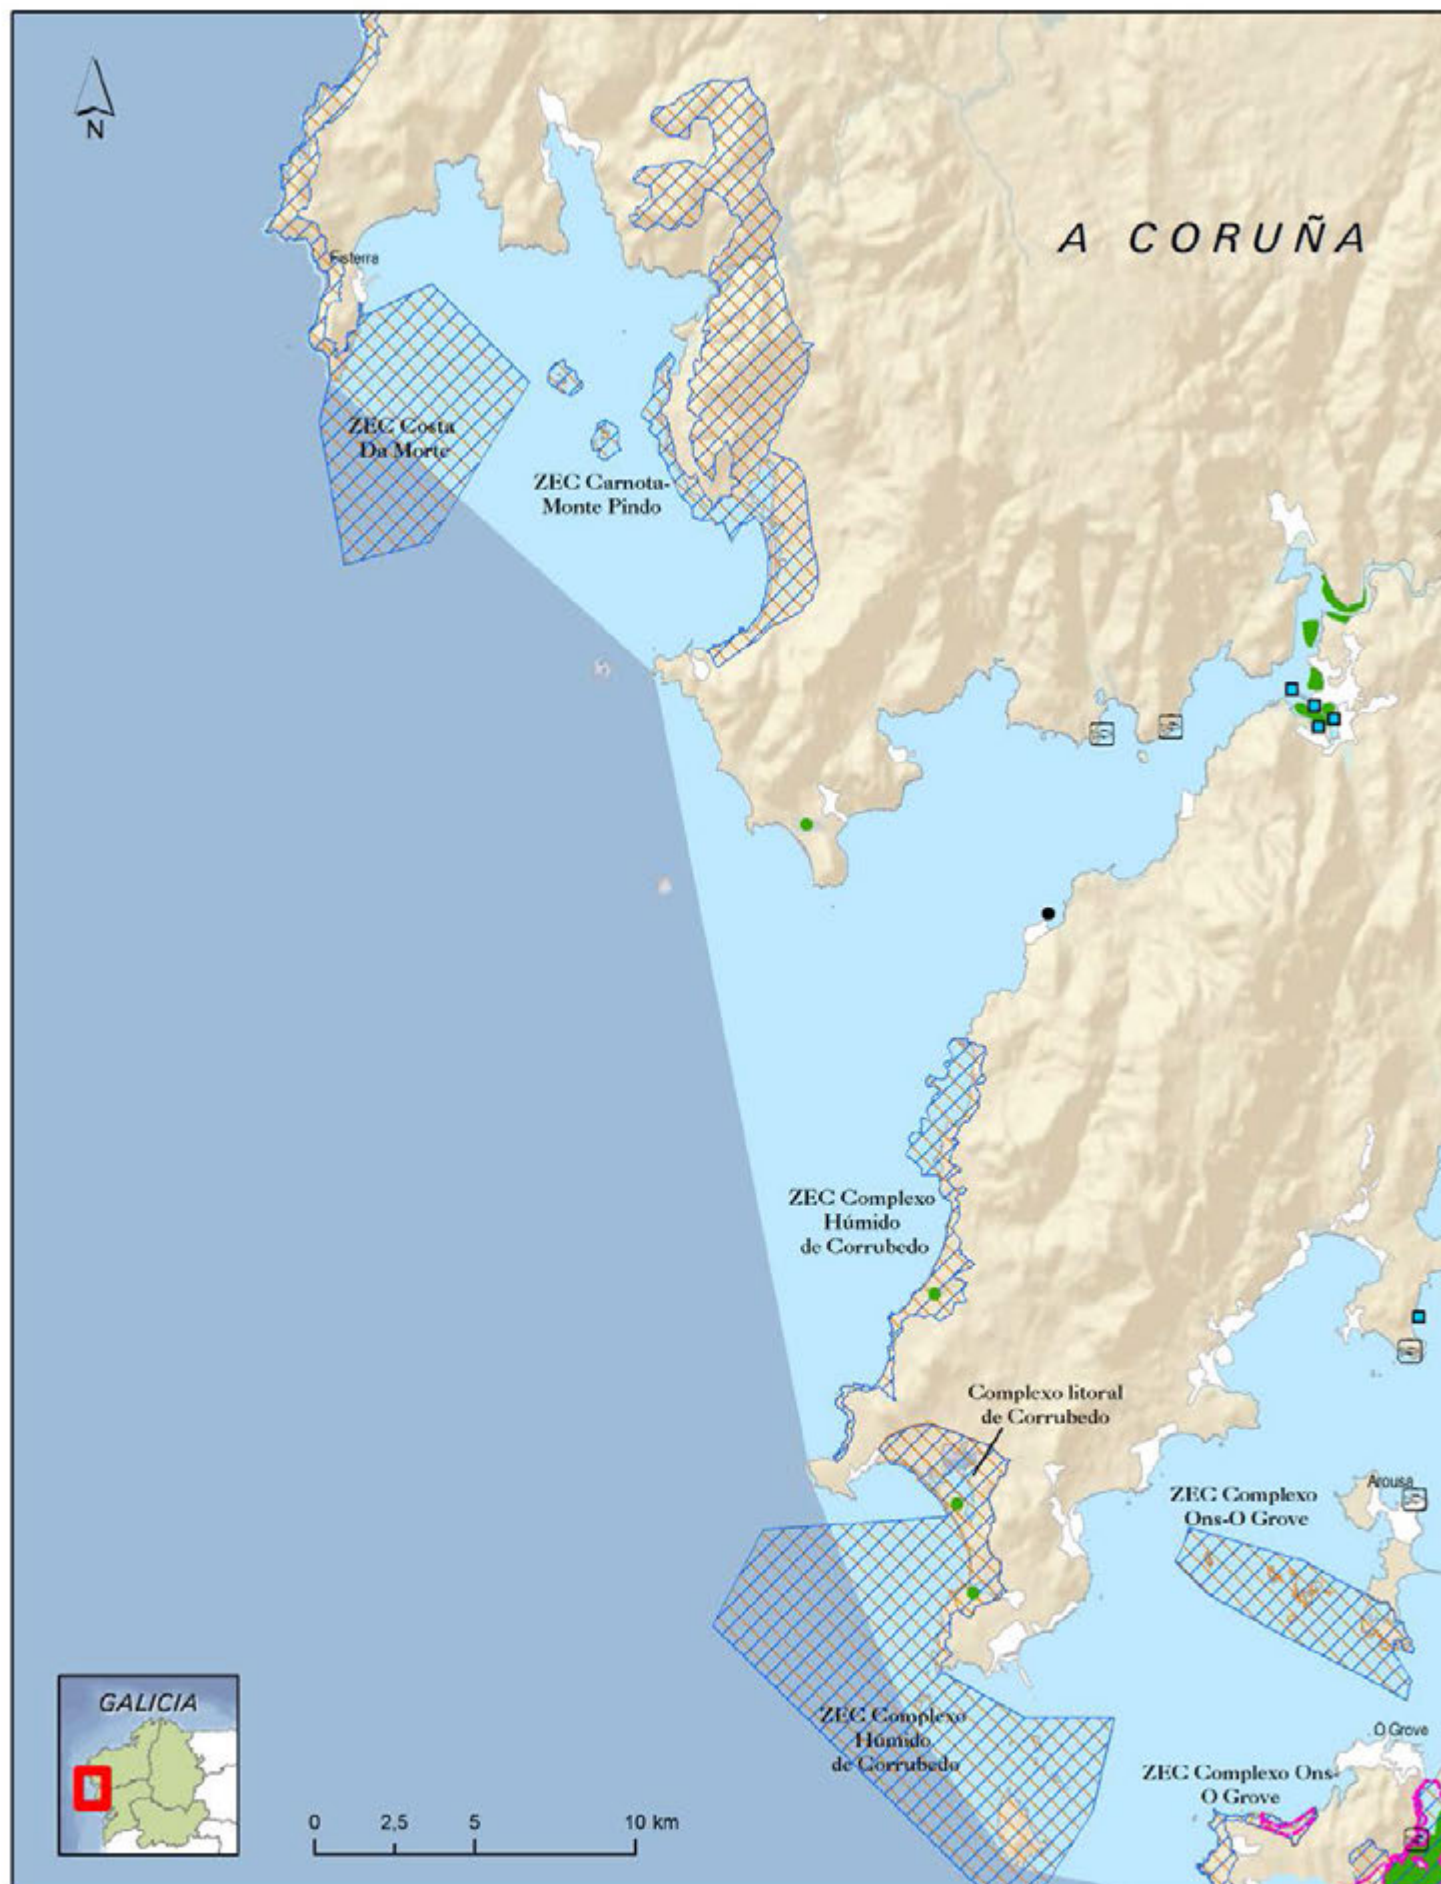 N
A CORUÑA
Fisterra
ZEC Costa
Da Morte
ZEC Carnota-
Monte Pindo
ZEC Complexo
Húmido
de Corrubedo
Complexo litoral
de Corrubedo
ZEC Complexo
Ons-O Grove
Arousa
ZEC Complexo
Húmido
de Corrubedo
O Grove
ZEC Complexo Ons-
O Grove
GALICIA
0 2,5 5 10 km